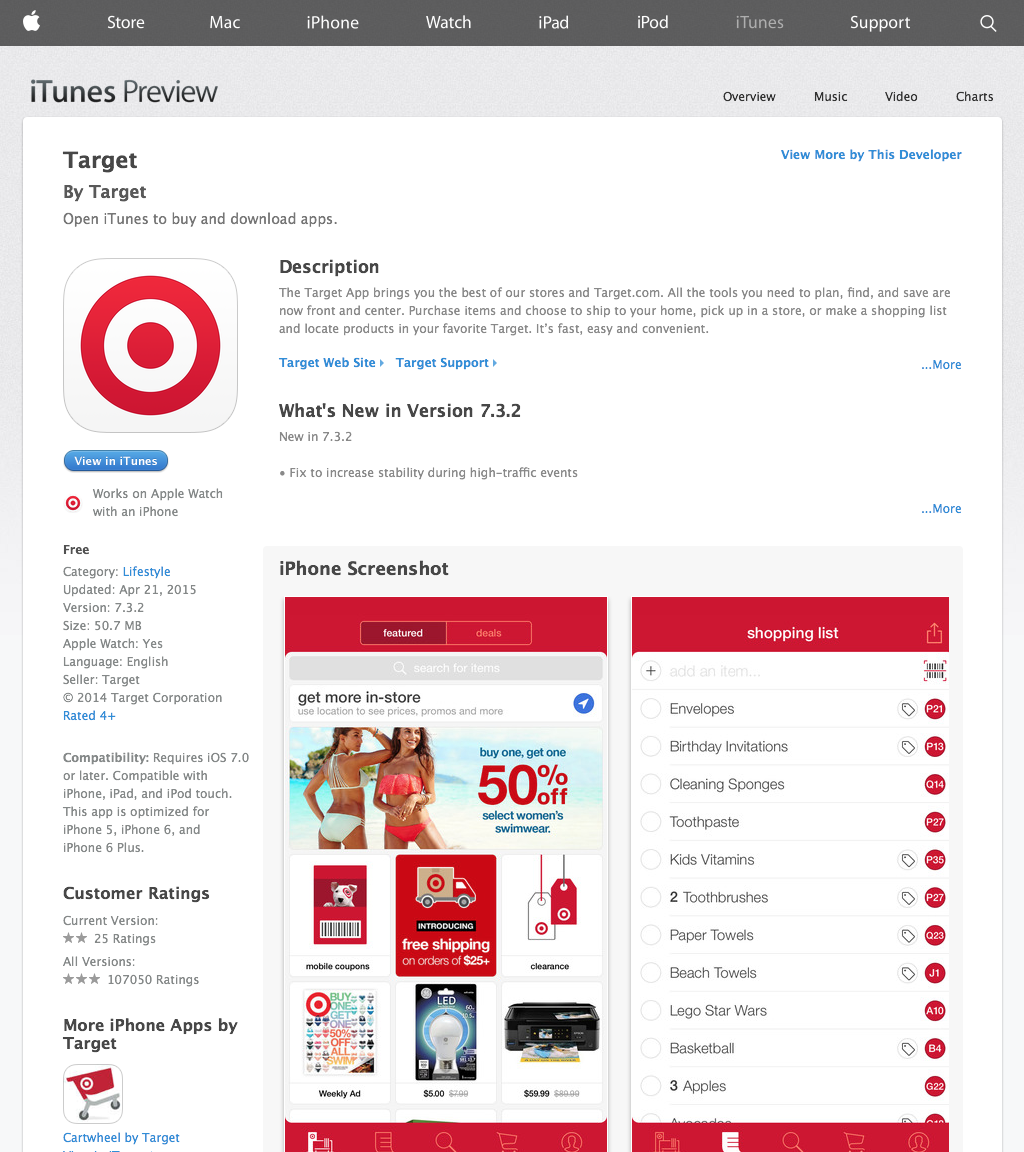 Store Mac iPhone Watch iPad iPod iTunes Support
iTunes Preview
Overview Music Video Charts
Target
View More by This Developer
By Target
Open iTunes to buy and download apps.
View in iTunes
Works on Apple Watch
with an iPhone
Free
Category: Lifestyle
Updated: Apr 21, 2015
Version: 7.3.2
Size: 50.7 MB
Apple Watch: Yes
Language: English
Seller: Target
© 2014 Target Corporation
Rated 4+
Compatibility: Requires iOS 7.0
or later. Compatible with
iPhone, iPad, and iPod touch.
This app is optimized for
iPhone 5, iPhone 6, and
iPhone 6 Plus.
Customer Ratings
Current Version:
★★ 25 Ratings
All Versions:
★★★ 107050 Ratings
More iPhone Apps by
Target
Cartwheel by Target
Description
The Target App brings you the best of our stores and Target.com. All the tools you need to plan, find, and save are
now front and center. Purchase items and choose to ship to your home, pick up in a store, or make a shopping list
and locate products in your favorite Target. It's fast, easy and convenient.
Target Web Site Target Support
...More
What's New in Version 7.3.2
New in 7.3.2
• Fix to increase stability during high-traffic events
...More
iPhone Screenshot
featured deals
search for items
get more in-store
use location to see prices, promos and more
buy one, get one
50% off
select women's
swimwear.
mobile coupons
INTRODUCING
free shipping
on orders of $25+
clearance
BUY
ONE
GET
ONE
50%
OFF
ALL
SWIM
Weekly Ad
LED
$5.00 $7.99
$59.99 $89.99
shopping list
add an item...
Envelopes P21
Birthday Invitations P13
Cleaning Sponges Q14
Toothpaste P27
Kids Vitamins P35
2 Toothbrushes P27
Paper Towels Q23
Beach Towels J1
Lego Star Wars A10
Basketball B4
3 Apples G22
Avocados